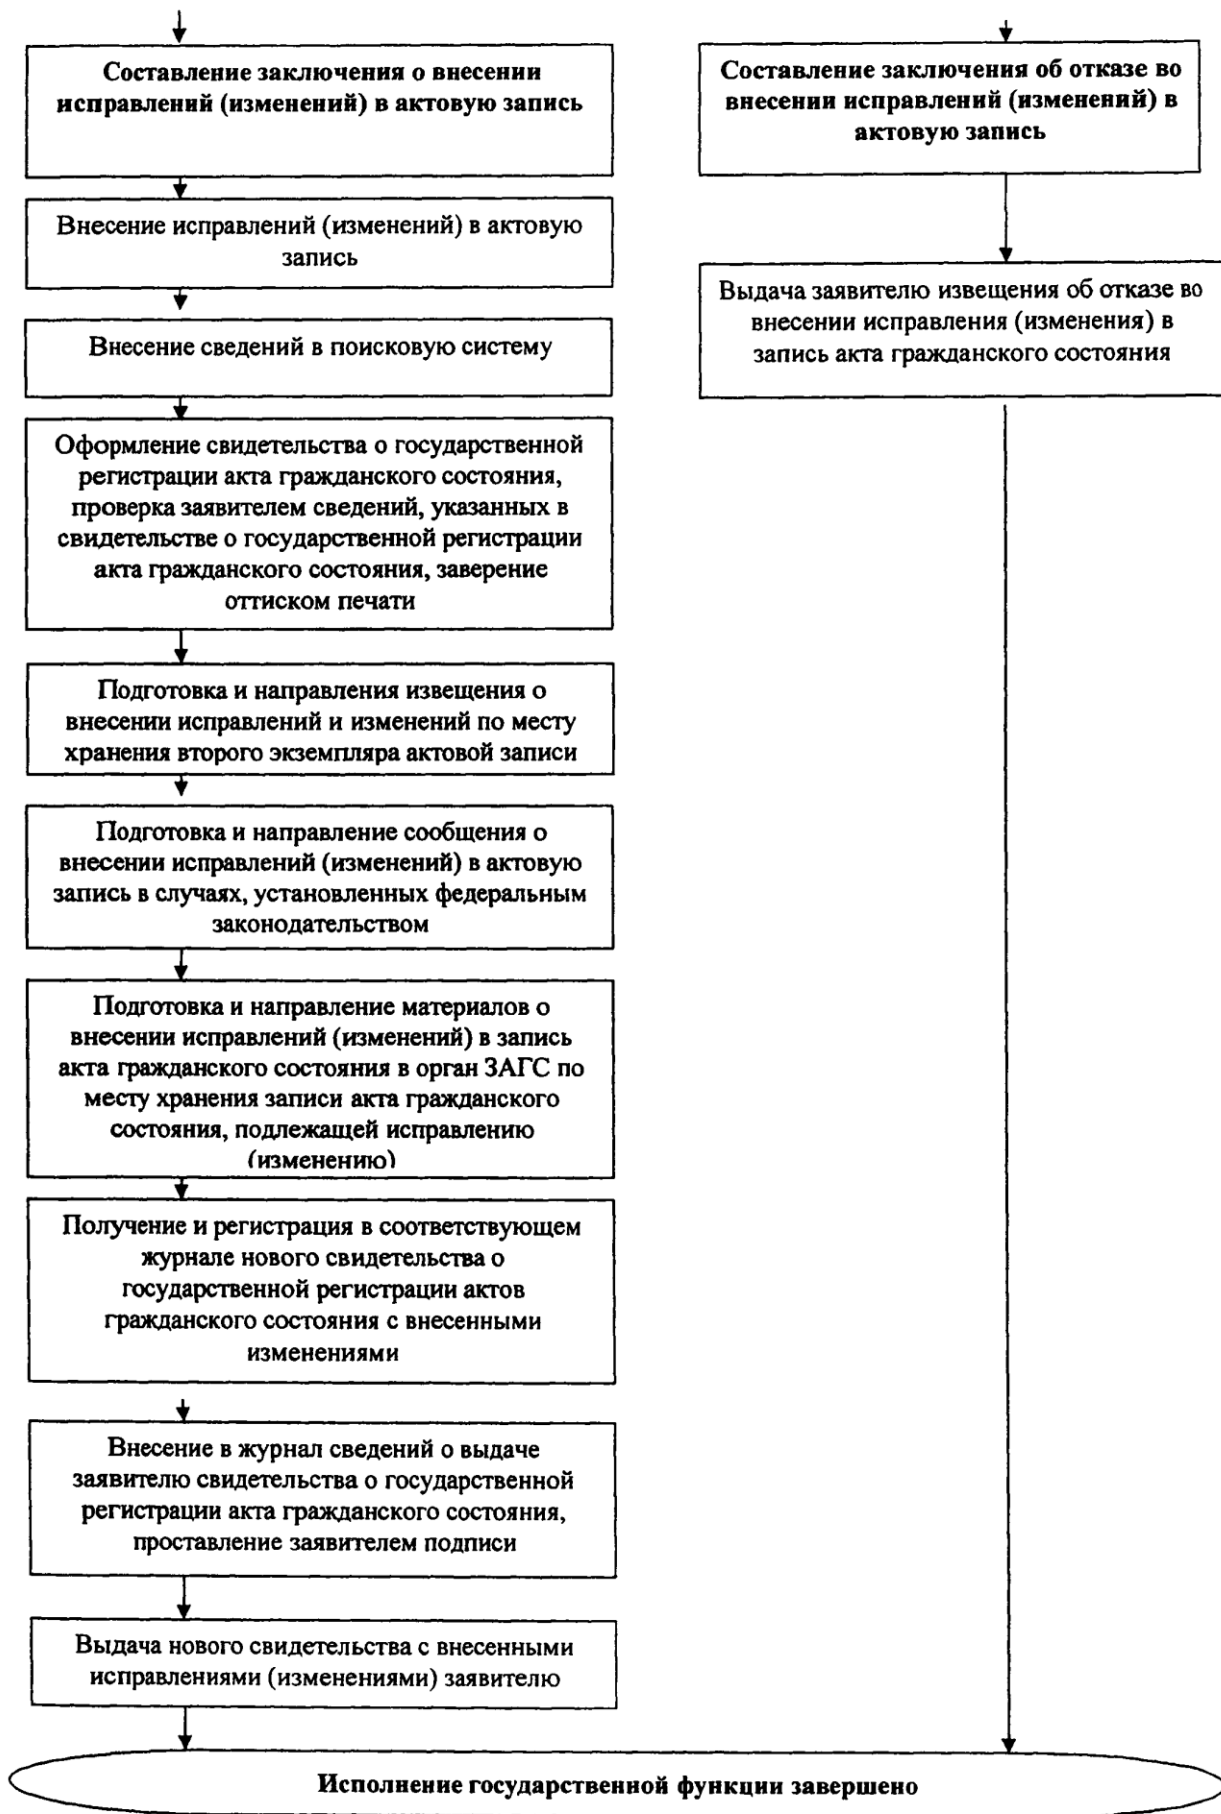 Составление заключения о внесении
исправлений (изменений) в актовую запись
Внесение исправлений (изменений) в актовую
запись
Внесение сведений в поисковую систему
Оформление свидетельства о государственной
регистрации акта гражданского состояния,
проверка заявителем сведений, указанных в
свидетельстве о государственной регистрации
акта гражданского состояния, заверение
оттиском печати
Подготовка и направления извещения о
внесении исправлений и изменений по месту
хранения второго экземпляра актовой записи
Подготовка и направление сообщения о
внесении исправлений (изменений) в актовую
запись в случаях, установленных федеральным
законодательством
Подготовка и направление материалов о
внесении исправлений (изменений) в запись
акта гражданского состояния в орган ЗАГС по
месту хранения записи акта гражданского
состояния, подлежащей исправлению
(изменению)
Получение и регистрация в соответствующем
журнале нового свидетельства о
государственной регистрации актов
гражданского состояния с внесенными
изменениями
Внесение в журнал сведений о выдаче
заявителю свидетельства о государственной
регистрации акта гражданского состояния,
проставление заявителем подписи
Выдача нового свидетельства с внесенными
исправлениями (изменениями) заявителю
Составление заключения об отказе во
внесении исправлений (изменений) в
актовую запись
Выдача заявителю извещения об отказе во
внесении исправления (изменения) в
запись акта гражданского состояния
Исполнение государственной функции завершено